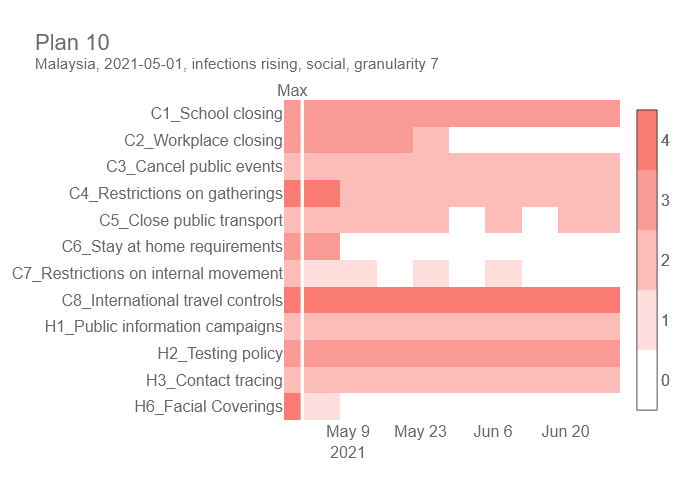 Plan 10
Malaysia, 2021-05-01, infections rising, social, granularity 7
Max
C1_School closing
C2_Workplace closing
C3_Cancel public events
C4_Restrictions on gatherings
C5_Close public transport
C6_Stay at home requirements
C7_Restrictions on internal movement
C8_International travel controls
H1_Public information campaigns
H2_Testing policy
H3_Contact tracing
H6_Facial Coverings
4
3
2
1
0
May 9 May 23 Jun 6 Jun 20
2021